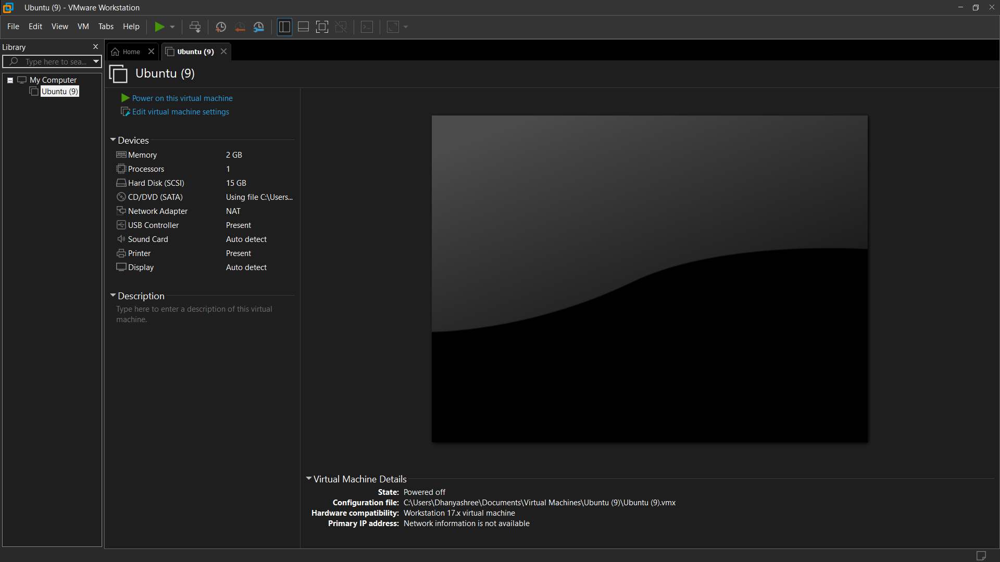 Ubuntu (9) - VMware Workstation
File Edit View VM Tabs Help
Library
Type here to sea...
My Computer
Ubuntu (9)
Home
Ubuntu (9)
Ubuntu (9)
Power on this virtual machine
Edit virtual machine settings
Devices
Memory 2 GB
Processors 1
Hard Disk (SCSI) 15 GB
CD/DVD (SATA) Using file C:\Users...
Network Adapter NAT
USB Controller Present
Sound Card Auto detect
Printer Present
Display Auto detect
Description
Type here to enter a description of this virtual
machine.
Virtual Machine Details
State: Powered off
Configuration file: C:\Users\Dhanyashree\Documents\Virtual Machines\Ubuntu (9)\Ubuntu (9).vmx
Hardware compatibility: Workstation 17.x virtual machine
Primary IP address: Network information is not available